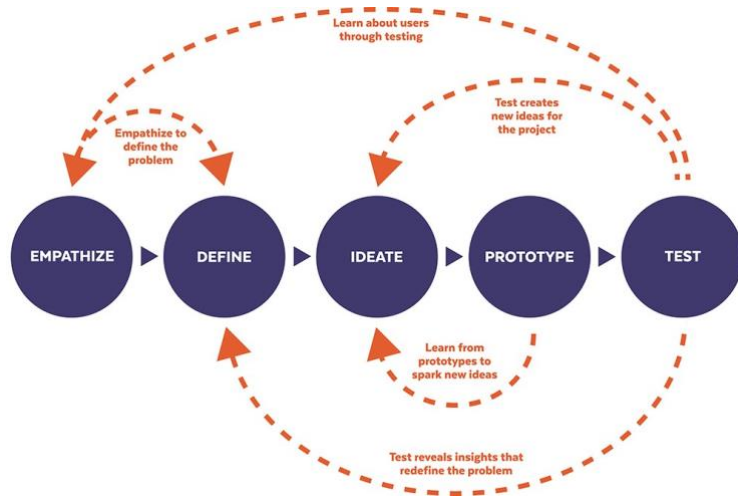 Learn about users
through testing
Test creates
new ideas for
the project
Empathize to
define the
problem
EMPATHIZE
DEFINE
IDEATE
PROTOTYPE
TEST
Learn from
prototypes to
spark new ideas
Test reveals insights that
redefine the problem